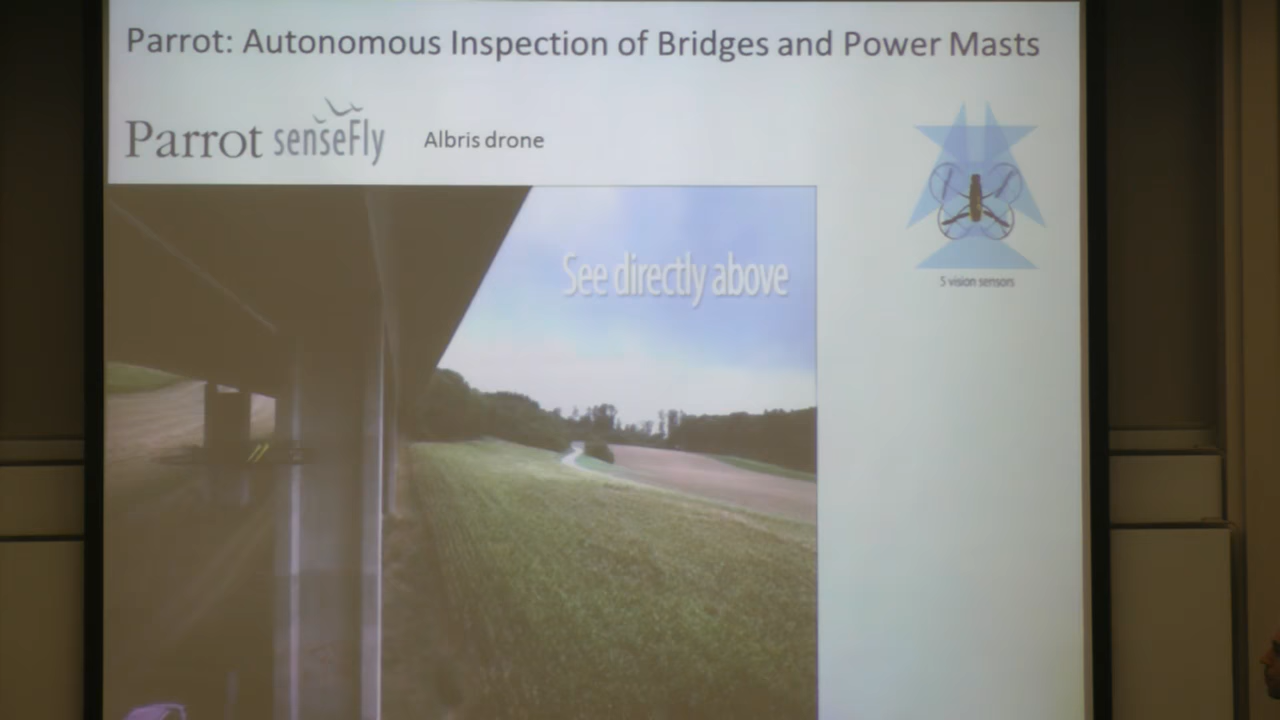 Parrot: Autonomous Inspection of Bridges and Power Masts
Parrot senseFly
Albris drone
See directly above
5 vision sensors